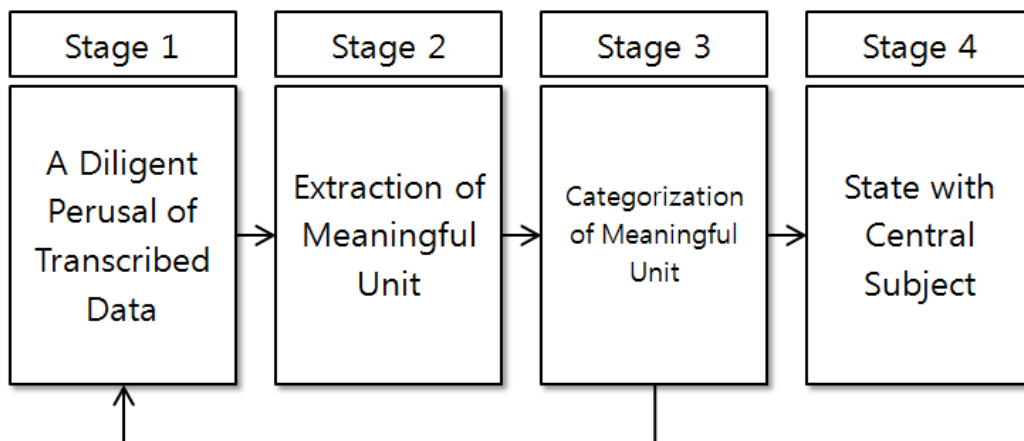 Stage 1
Stage 2
Stage 3
Stage 4
A Diligent
Perusal of
Transcribed
Data
Extraction of
Meaningful
Unit
Categorization
of Meaningful
Unit
State with
Central
Subject